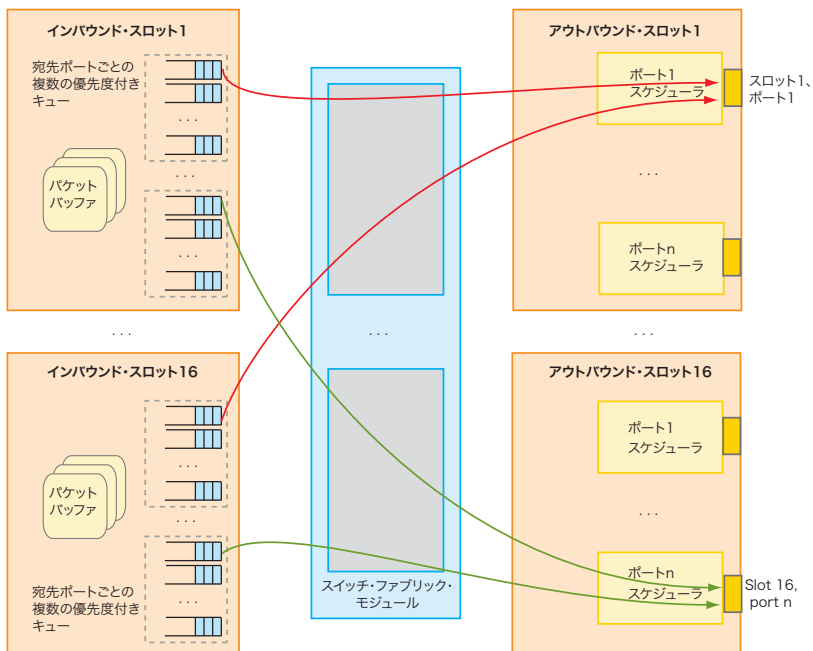 インバウンド・スロット1
宛先ポートごとの
複数の優先度付き
キュー
. . .
. . .
パケット
バッファ
. . .
. . .
インバウンド・スロット16
. . .
. . .
パケット
バッファ
宛先ポートごとの
複数の優先度付き
キュー
. . .
. . .
スイッチ・ファブリック・
モジュール
アウトバウンド・スロット1
ポート1
スケジューラ
スロット1、
ポート1
. . .
ポートn
スケジューラ
. . .
アウトバウンド・スロット16
ポート1
スケジューラ
. . .
ポートn
スケジューラ
Slot 16,
port n